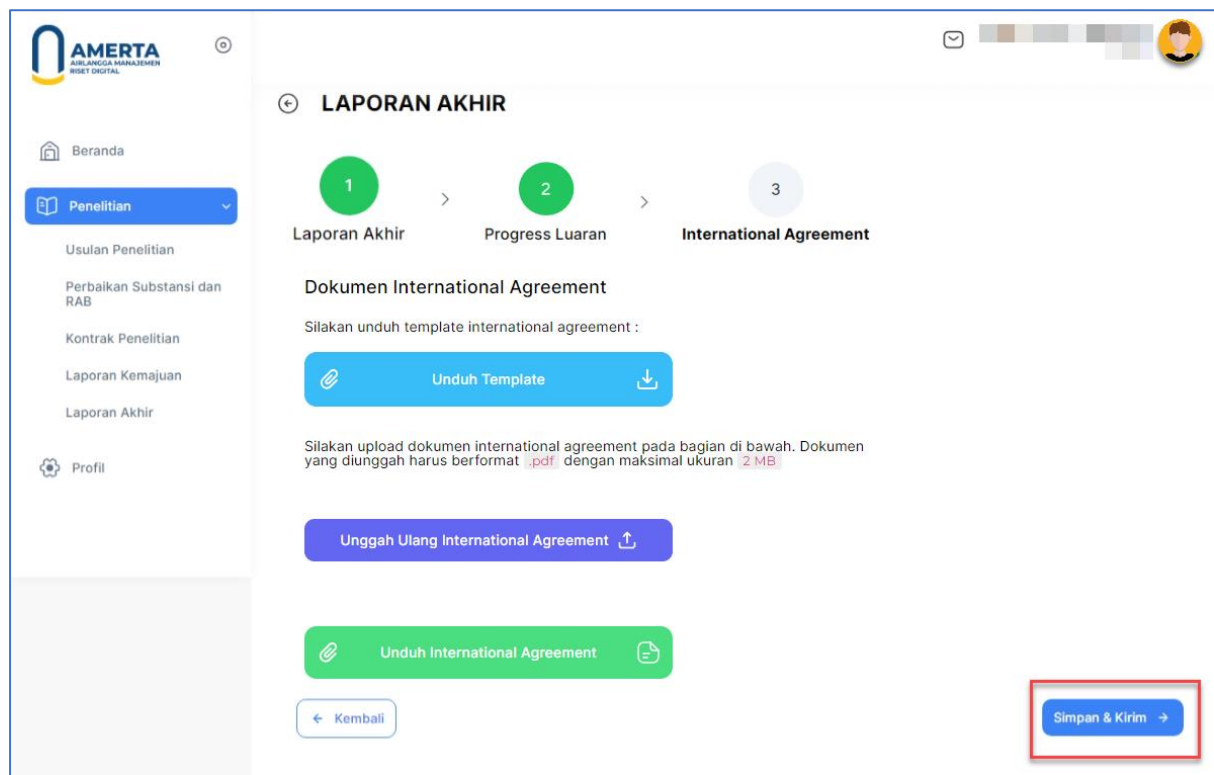 AMERTA
AIRLANGGA MANAJEMEN
RISET DIGITAL
Beranda
Penelitian
Usulan Penelitian
Perbaikan Substansi dan
RAB
Kontrak Penelitian
Laporan Kemajuan
Laporan Akhir
Profil
LAPORAN AKHIR
1
2
3
Laporan Akhir
Progress Luaran
International Agreement
Dokumen International Agreement
Silakan unduh template international agreement :
Unduh Template
Silakan upload dokumen international agreement pada bagian di bawah. Dokumen
yang diunggah harus berformat .pdf dengan maksimal ukuran 2 MB
Unggah Ulang International Agreement
Unduh International Agreement
Kembali
Simpan & Kirim